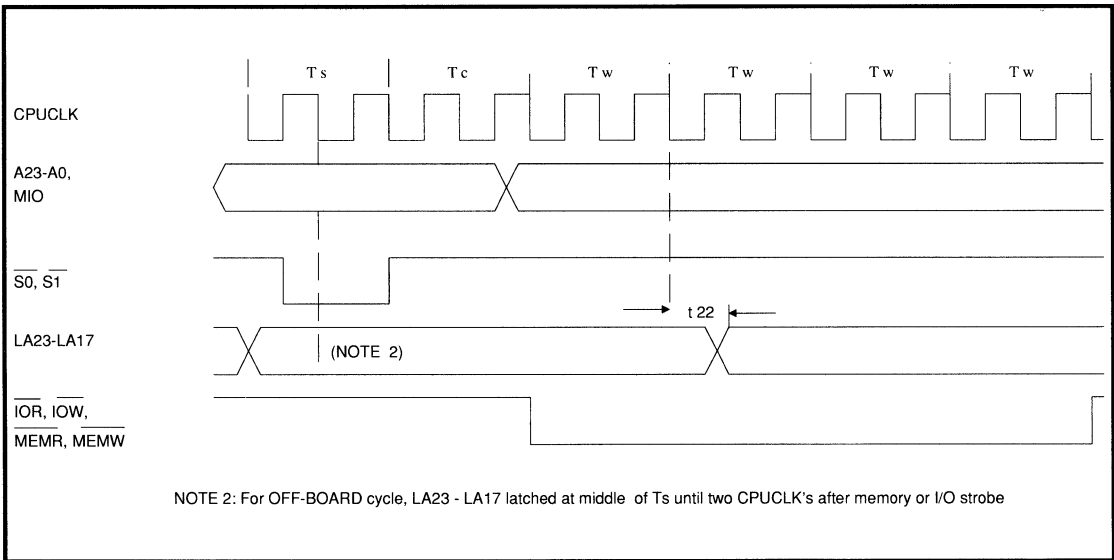 Ts Tc Tw Tw Tw Tw
CPUCLK
A23-A0,
MIO
S0, S1
t 22
LA23-LA17
(NOTE 2)
IOR, IOW,
MEMR, MEMW
NOTE 2: For OFF-BOARD cycle, LA23 - LA17 latched at middle of Ts until two CPUCLK's after memory or I/O strobe